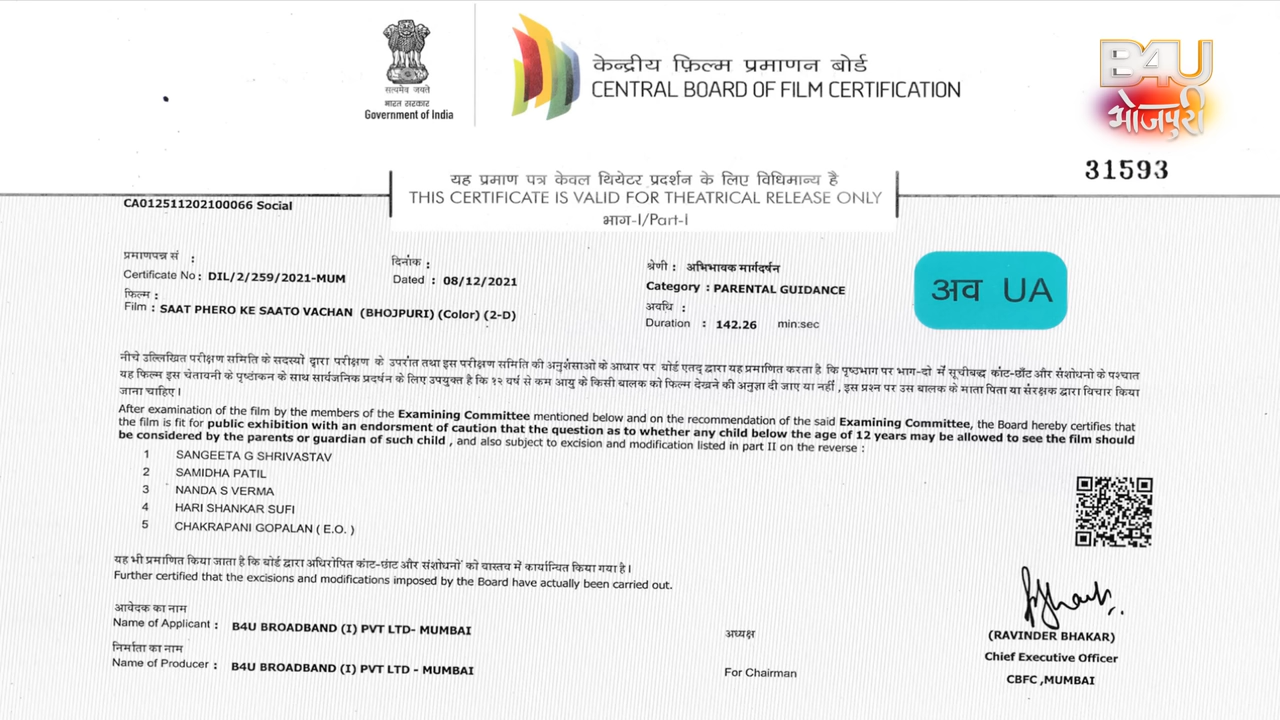 सत्यमेव जयते
भारत सरकार
Government of India
केन्द्रीय फ़िल्म प्रमाणन बोर्ड
CENTRAL BOARD OF FILM CERTIFICATION
B4U
भोजपुरी
31593
यह प्रमाण पत्र केवल थियेटर प्रदर्शन के लिए विधिमान्य है
THIS CERTIFICATE IS VALID FOR THEATRICAL RELEASE ONLY
भाग-I/Part-I
CA012511202100066 Social
प्रमाणपत्र सं :
Certificate No : DIL/2/259/2021-MUM
दिनांक :
Dated : 08/12/2021
श्रेणी : अभिभावक मार्गदर्षन
Category : PARENTAL GUIDANCE
अव UA
फिल्म :
Film : SAAT PHERO KE SAATO VACHAN (BHOJPURI) (Color) (2-D)
अवधि :
Duration : 142.26 min:sec
नीचे उल्लिखित परीक्षण समिति के सदस्यों द्वारा परीक्षण के उपरांत तथा इस परीक्षण समिति की अनुशंसाओ के आधार पर बोर्ड एतद् द्वारा यह प्रमाणित करता है कि पृष्ठभाग पर भाग-दो में सूचीबद्ध काँट-छाँट और संशोधनो के पश्चात
यह फिल्म इस चेतावनी के पृष्ठांकन के साथ सार्वजनिक प्रदर्षन के लिए उपयुक्त है कि १२ वर्ष से कम आयु के किसी बालक को फिल्म देखने की अनुज्ञा दी जाए या नहीं , इस प्रश्न पर उस बालक के माता पिता या संरक्षक द्वारा विचार किया
जाना चाहिए ।
After examination of the film by the members of the Examining Committee mentioned below and on the recommendation of the said Examining Committee, the Board hereby certifies that
the film is fit for public exhibition with an endorsement of caution that the question as to whether any child below the age of 12 years may be allowed to see the film should
be considered by the parents or guardian of such child , and also subject to excision and modification listed in part II on the reverse :
1 SANGEETA G SHRIVASTAV
2 SAMIDHA PATIL
3 NANDA S VERMA
4 HARI SHANKAR SUFI
5 CHAKRAPANI GOPALAN ( E.O. )
यह भी प्रमाणित किया जाता है कि बोर्ड द्वारा अधिरोपित कांट-छांट और संशोधनों को वास्तव में कार्यान्वित किया गया है ।
Further certified that the excisions and modifications imposed by the Board have actually been carried out.
आवेदक का नाम
Name of Applicant : B4U BROADBAND (I) PVT LTD- MUMBAI
निर्माता का नाम
Name of Producer : B4U BROADBAND (I) PVT LTD - MUMBAI
अध्यक्ष
For Chairman
(RAVINDER BHAKAR)
Chief Executive Officer
CBFC ,MUMBAI